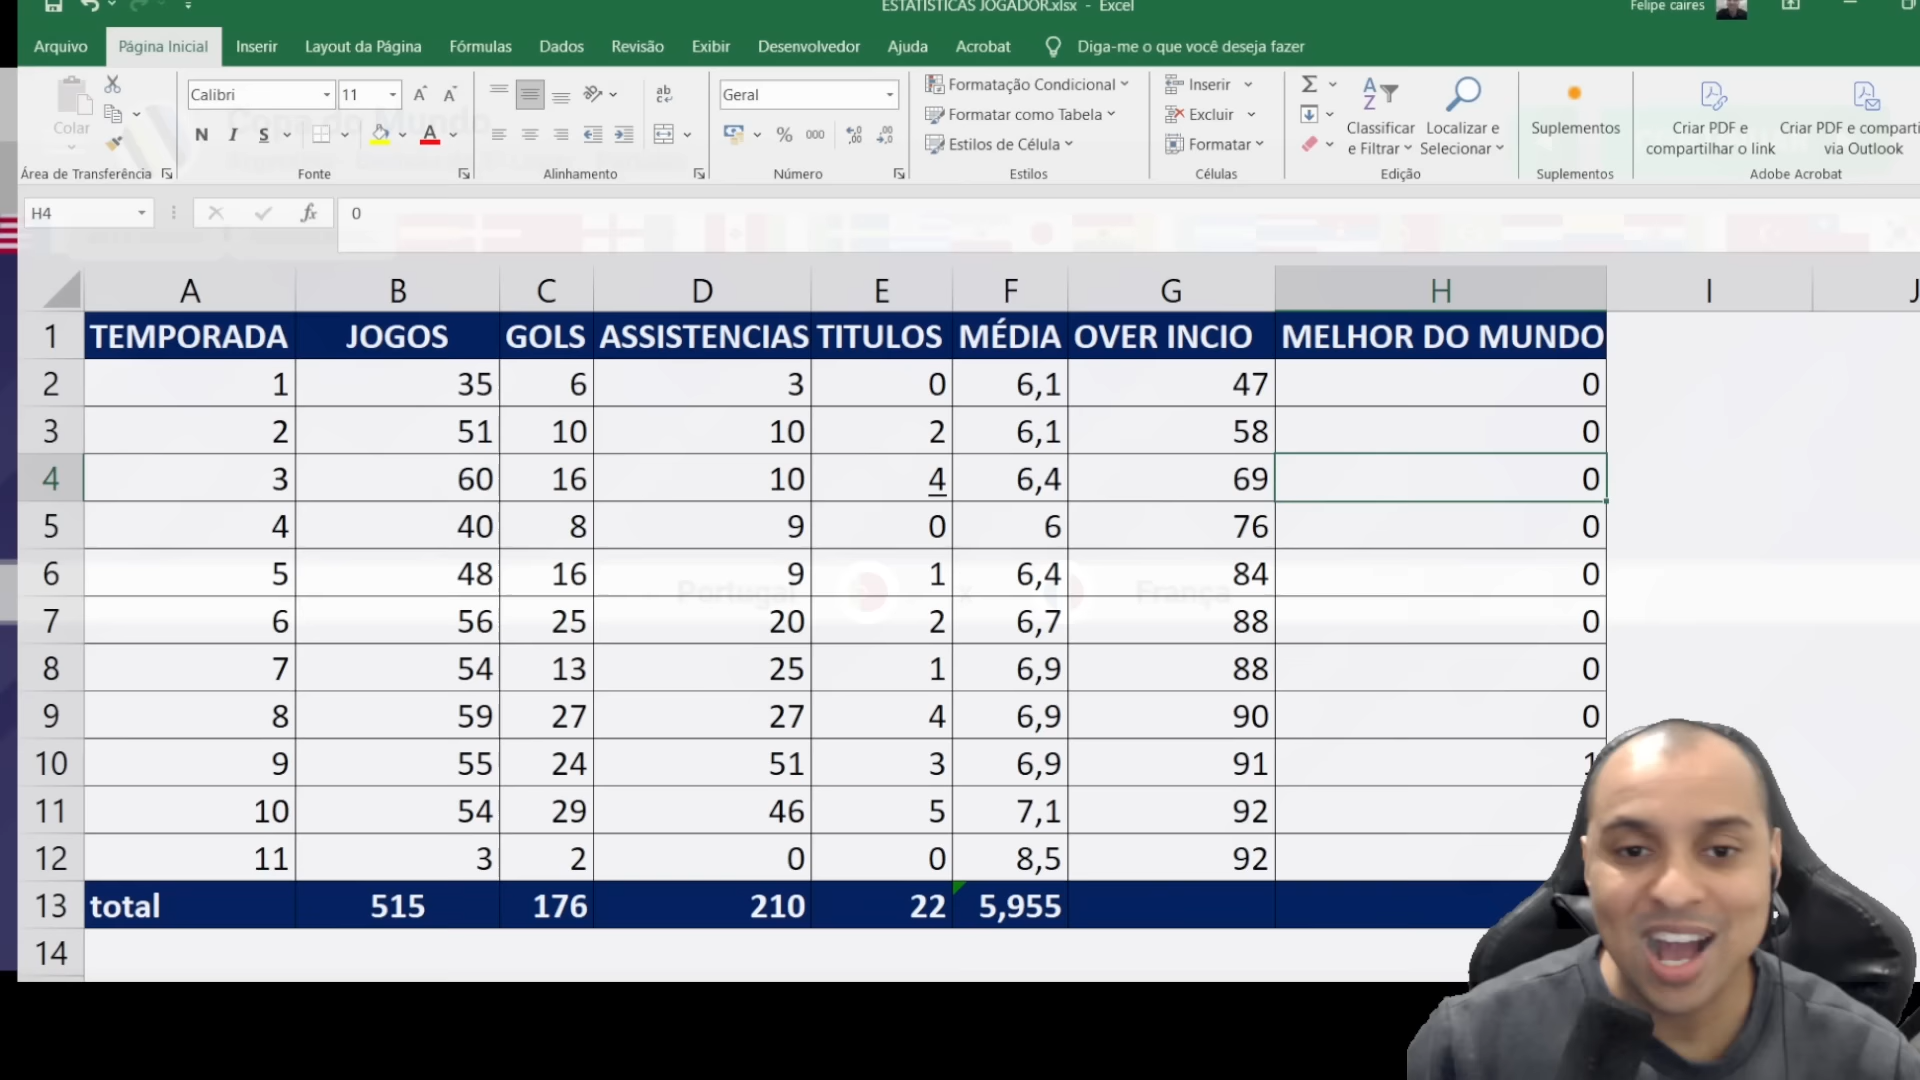 ESTATISTICAS JOGADOR.xlsx - Excel
Felipe caires
Arquivo Página Inicial Inserir Layout da Página Fórmulas Dados Revisão Exibir Desenvolvedor Ajuda Acrobat Diga-me o que você deseja fazer
Colar
Área de Transferência
Calibri 11
N I S A
Fonte
ab
Alinhamento
Geral
% 000
Número
Formatação Condicional
Formatar como Tabela
Estilos de Célula
Estilos
Inserir
Excluir
Formatar
Células
Classificar e Filtrar
Localizar e Selecionar
Edição
Suplementos
Suplementos
Criar PDF e compartilhar o link
Criar PDF e comparti
via Outlook
Adobe Acrobat
Copa do Mundo
H4 fx 0
A B C D E F G H I J
1 TEMPORADA JOGOS GOLS ASSISTENCIAS TITULOS MÉDIA OVER INCIO MELHOR DO MUNDO
2 1 35 6 3 0 6,1 47 0
3 2 51 10 10 2 6,1 58 0
4 3 60 16 10 4 6,4 69 0
5 4 40 8 9 0 6 76 0
6 5 48 16 9 1 6,4 84 0
Portugal x França
7 6 56 25 20 2 6,7 88 0
8 7 54 13 25 1 6,9 88 0
9 8 59 27 27 4 6,9 90 0
10 9 55 24 51 3 6,9 91 1
11 10 54 29 46 5 7,1 92
12 11 3 2 0 0 8,5 92
13 total 515 176 210 22 5,955
14